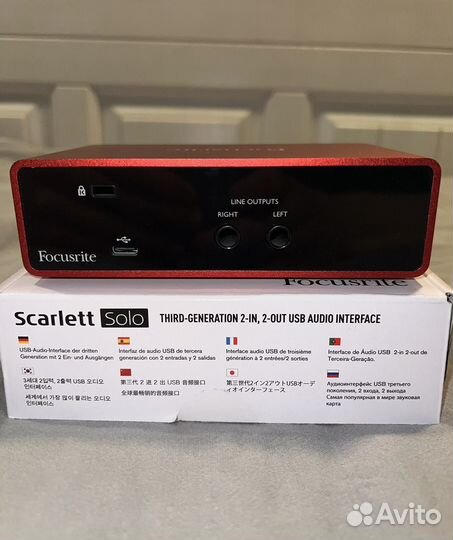 LINE OUTPUTS
RIGHT LEFT
Focusrite
Focusrite
Scarlett Solo THIRD-GENERATION 2-IN, 2-OUT USB AUDIO INTERFACE
USB-Audio-Interface der dritten
Generation mit 2 Ein- und Ausgängen
Interfaz de audio USB de tercera
generación con 2 entradas y 2 salidas
Interface audio USB de troisième
génération à 2 entrées/2 sorties
Interface de Áudio USB 2-in 2-out de
Terceira-Geração.
3세대 2입력, 2출력 USB 오디오
인터페이스
세계에서 가장 많이 팔리는 오디오
인터페이스
第三代 2 进 2 出 USB 音频接口
全球最畅销的音频接口
第三世代2イン2アウトUSBオーデ
ィオインターフェース
Аудиоинтерфейс USB третьего
поколения, 2 входа, 2 выхода
Самая популярная в мире звуковая
карта
Avito